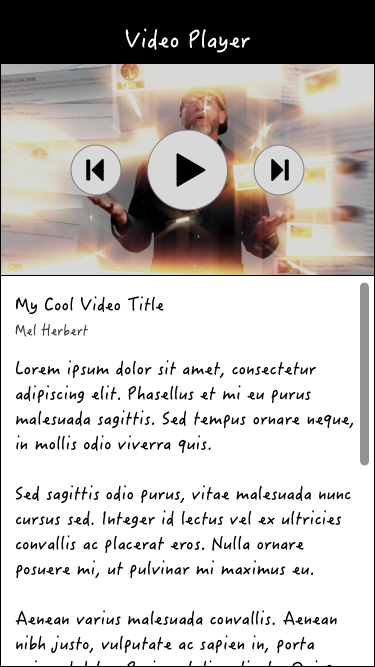 Video Player
My Cool Video Title
Mel Herbert
Lorem ipsum dolor sit amet, consectetur
adipiscing elit. Phasellus et mi eu purus
malesuada sagittis. Sed tempus ornare neque,
in mollis odio viverra quis.
Sed sagittis odio purus, vitae malesuada nunc
cursus sed. Integer id lectus vel ex ultricies
convallis ac placerat eros. Nulla ornare
posuere mi, ut pulvinar mi maximus eu.
Aenean varius malesuada convallis. Aenean
nibh justo, vulputate ac sapien in, porta